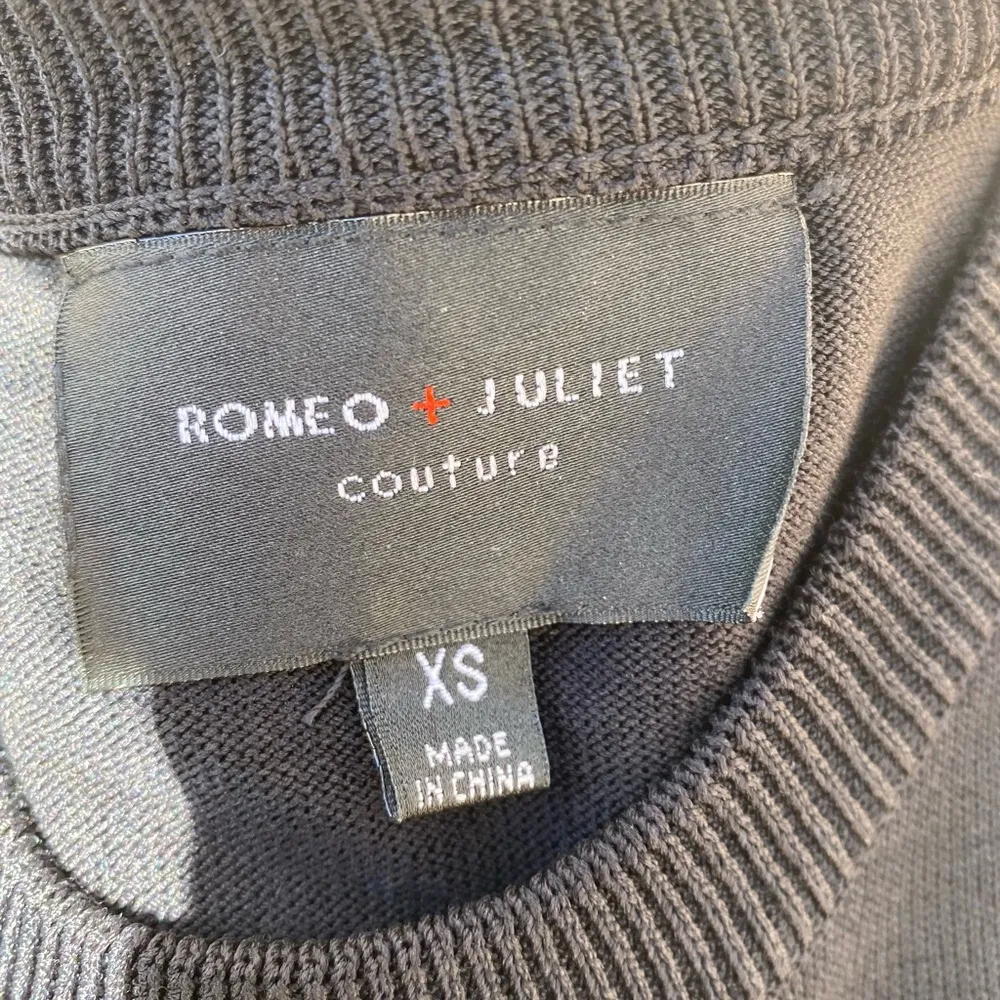 ROMEO + JULIET
couture
XS
MADE
IN CHINA